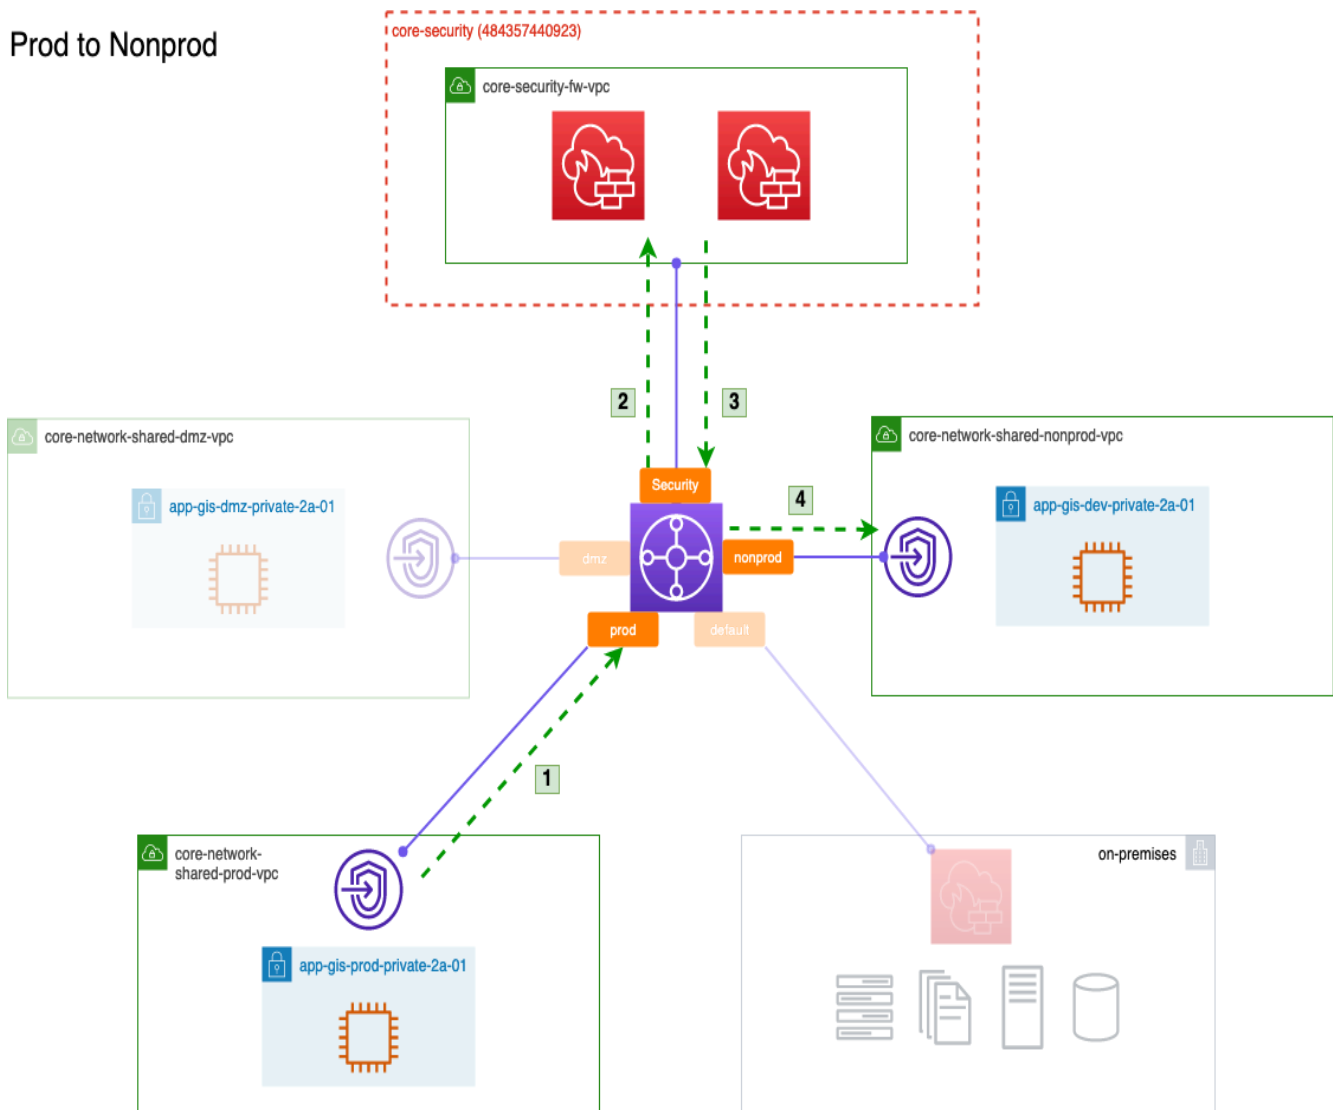 Prod to Nonprod
core-security (484357440923)
core-security-fw-vpc
2
3
core-network-shared-dmz-vpc
core-network-shared-nonprod-vpc
Security
4
app-gis-dmz-private-2a-01
app-gis-dev-private-2a-01
dmz
nonprod
prod
default
1
core-network-
shared-prod-vpc
on-premises
app-gis-prod-private-2a-01